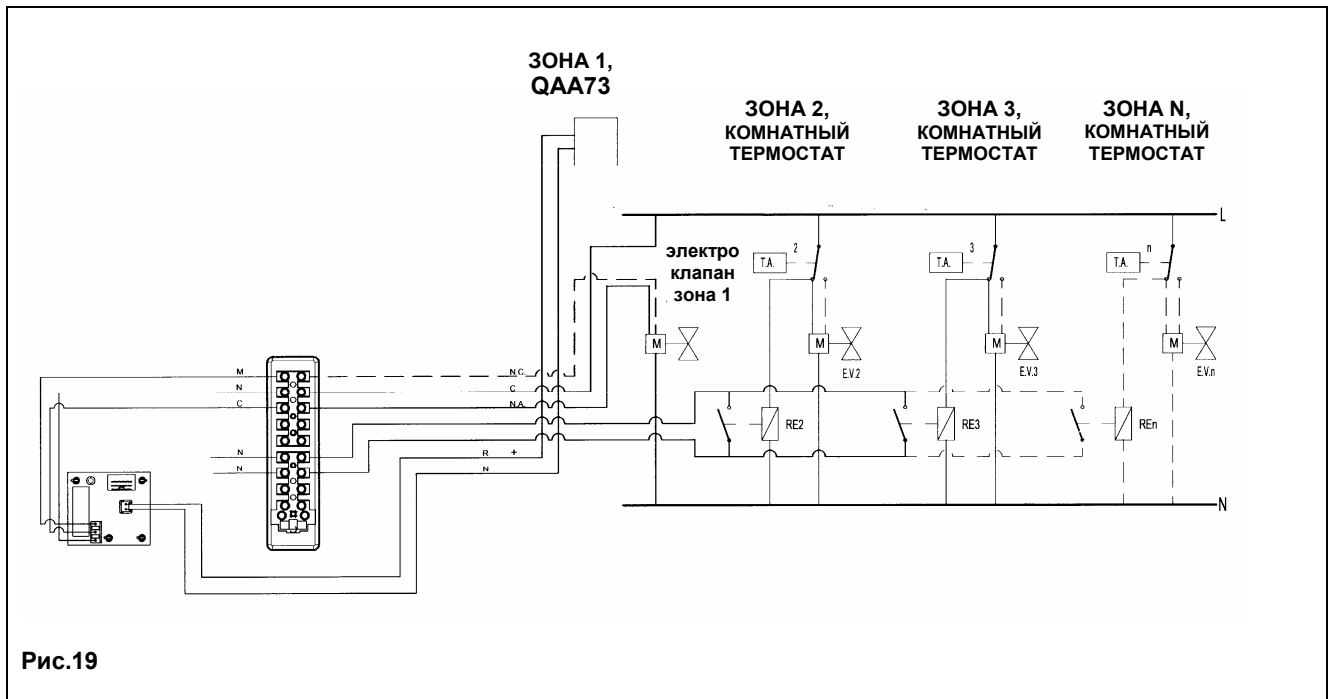 ЗОНА 1,
QAA73
ЗОНА 2,
КОМНАТНЫЙ
ТЕРМОСТАТ
ЗОНА 3,
КОМНАТНЫЙ
ТЕРМОСТАТ
ЗОНА N,
КОМНАТНЫЙ
ТЕРМОСТАТ
L
электро
клапан
зона 1
2
T.A.
3
T.A.
n
T.A.
M
M
E.V.2
M
E.V.3
M
E.V.n
M
N.C.
N
C
C
N.A.
RE2
RE3
REn
N
R +
N
N
N
Рис.19